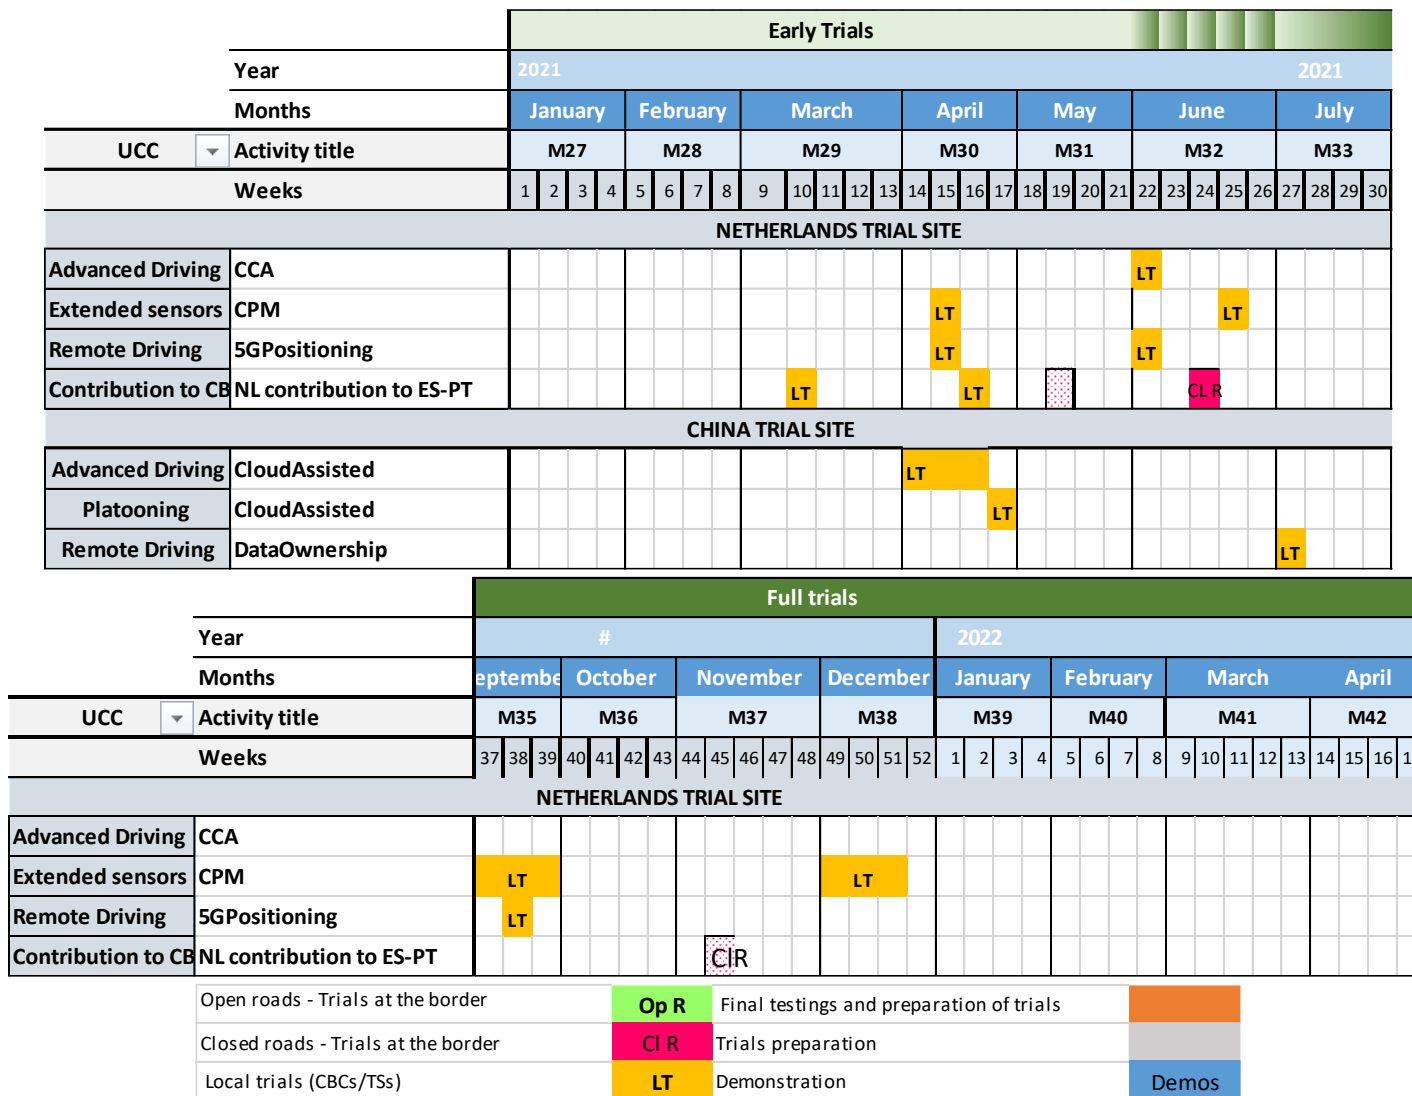 Early Trials
Year 2021 2021
Months January February March April May June July
UCC Activity title M27 M28 M29 M30 M31 M32 M33
Weeks 1 2 3 4 5 6 7 8 9 10 11 12 13 14 15 16 17 18 19 20 21 22 23 24 25 26 27 28 29 30
NETHERLANDS TRIAL SITE
Advanced Driving CCA LT
Extended sensors CPM LT LT
Remote Driving 5GPositioning LT LT
Contribution to CB NL contribution to ES-PT LT LT CL R
CHINA TRIAL SITE
Advanced Driving CloudAssisted LT
Platooning CloudAssisted LT
Remote Driving DataOwnership LT
Full trials
Year # 2022
Months eptembe October November December January February March April
UCC Activity title M35 M36 M37 M38 M39 M40 M41 M42
Weeks 37 38 39 40 41 42 43 44 45 46 47 48 49 50 51 52 1 2 3 4 5 6 7 8 9 10 11 12 13 14 15 16 1
NETHERLANDS TRIAL SITE
Advanced Driving CCA
Extended sensors CPM LT LT
Remote Driving 5GPositioning LT
Contribution to CB NL contribution to ES-PT ClR
Open roads - Trials at the border Op R Final testings and preparation of trials
Closed roads - Trials at the border Cl R Trials preparation
Local trials (CBCs/TSs) LT Demonstration Demos